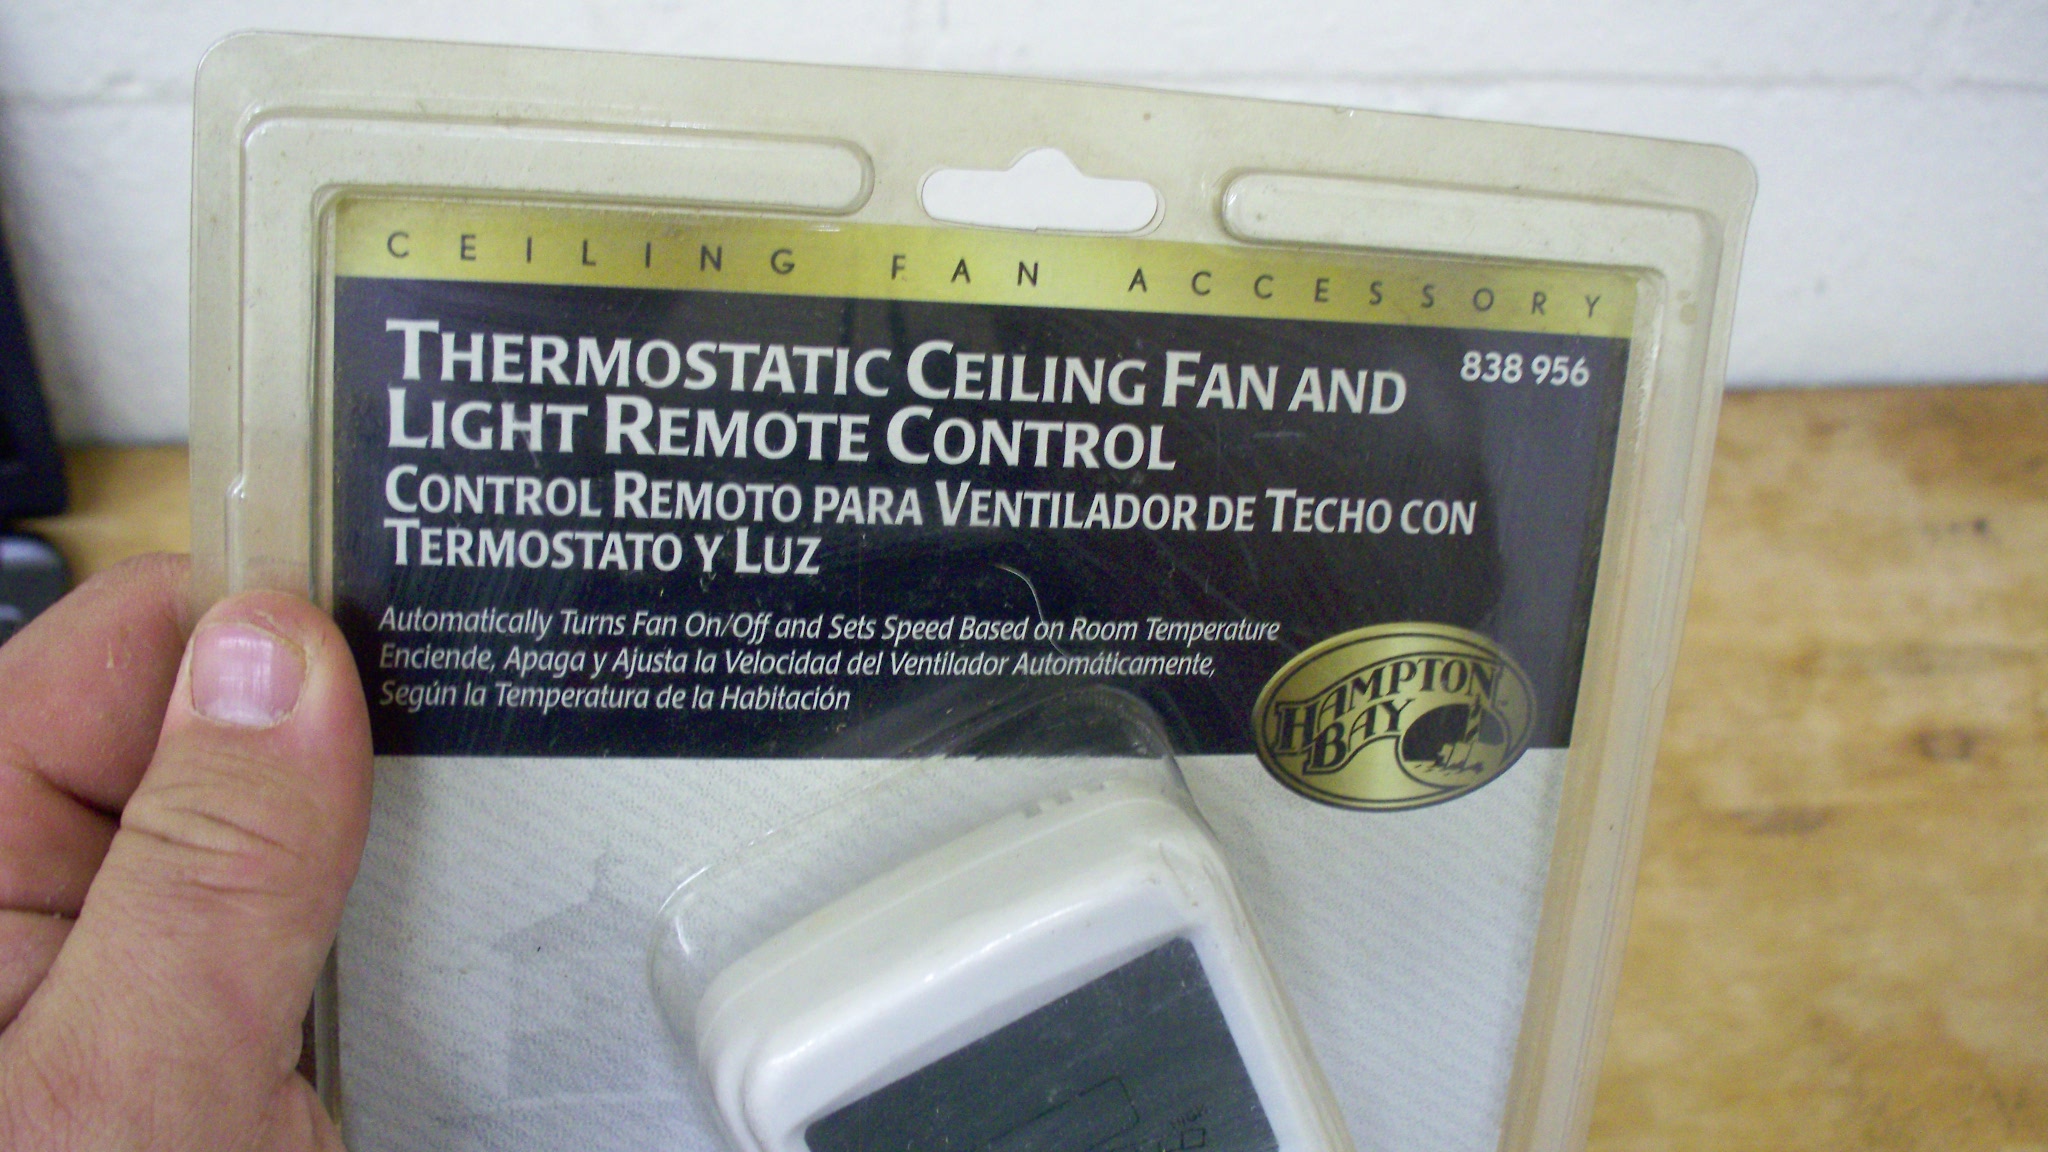 CEILING FAN ACCESSORY
THERMOSTATIC CEILING FAN AND
LIGHT REMOTE CONTROL
838 956
CONTROL REMOTO PARA VENTILADOR DE TECHO CON
TERMOSTATO Y LUZ
Automatically Turns Fan On/Off and Sets Speed Based on Room Temperature
Enciende, Apaga y Ajusta la Velocidad del Ventilador Automáticamente,
Según la Temperatura de la Habitación
HAMPTON
BAY